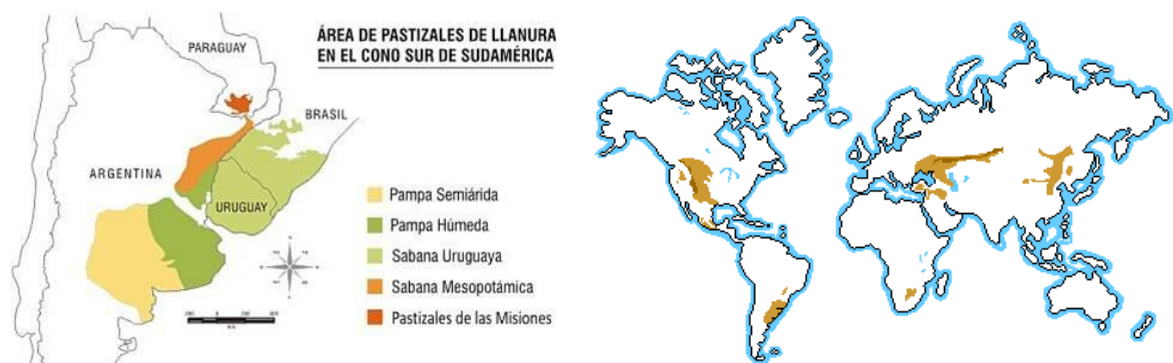 ÁREA DE PASTIZALES DE LLANURA
EN EL CONO SUR DE SUDAMÉRICA
PARAGUAY
BRASIL
ARGENTINA
URUGUAY
Pampa Semiárida
Pampa Húmeda
Sabana Uruguaya
Sabana Mesopotámica
Pastizales de las Misiones